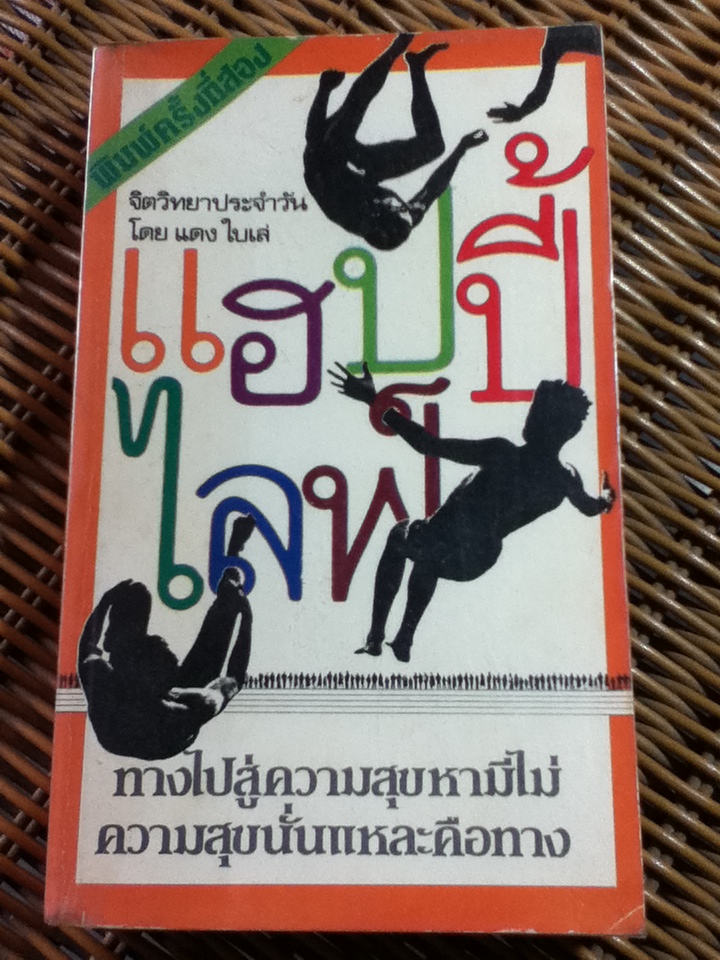 พิมพ์ครั้งที่สอง
จิตวิทยาประจำวัน
โดย แดง ใบเล่
แฮปปี้
ไลฟ์
ทางไปสู่ความสุขหามีไม่
ความสุขนั่นแหละคือทาง